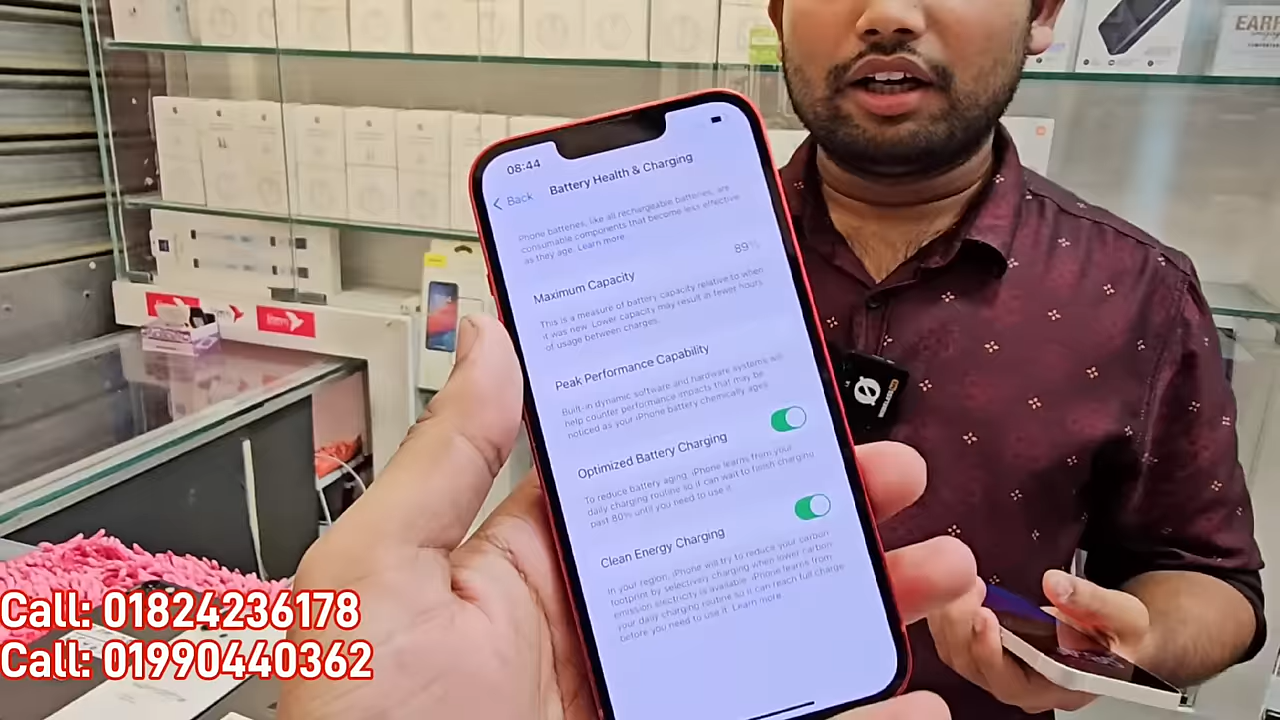 EARP
08:44
Back
Battery Health & Charging
Phone batteries, like all rechargeable batteries, are
consumable components that become less effective
as they age. Learn more.
Maximum Capacity
89%
This is a measure of battery capacity relative to when
it was new. Lower capacity may result in fewer hours
of usage between charges.
Peak Performance Capability
Built-in dynamic software and hardware systems will
help counter performance impacts that may be
noticed as your iPhone battery chemically ages.
Optimized Battery Charging
To reduce battery aging, iPhone learns from your
daily charging routine so it can wait to finish charging
past 80% until you need to use it.
Clean Energy Charging
In your region, iPhone will try to reduce your carbon
footprint by selectively charging when lower carbon
emission electricity is available. iPhone learns from
your daily charging routine so it can reach full charge
before you need to use it. Learn more.
Call: 01824236178
Call: 01990440362